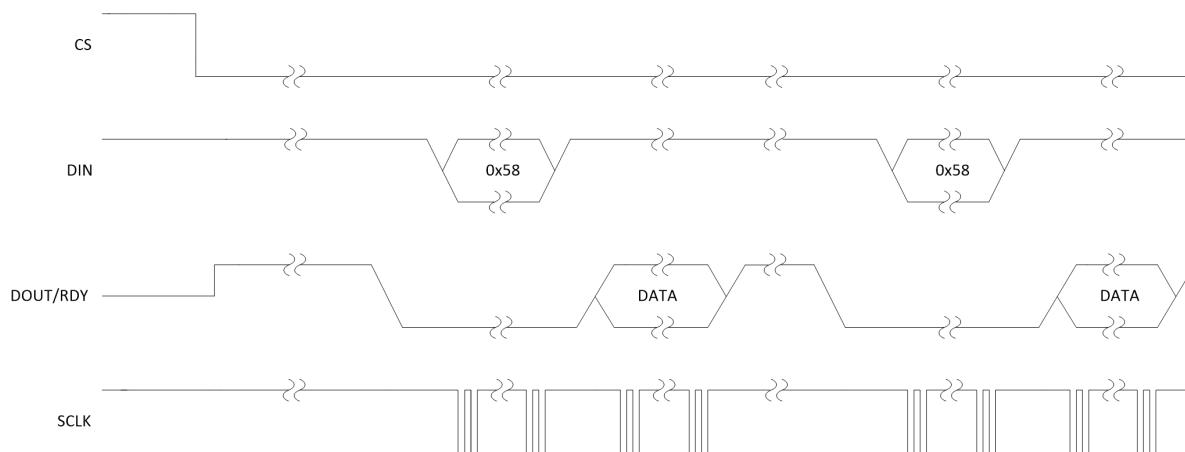 CS
DIN
0x58
0x58
DOUT/RDY
DATA
DATA
SCLK